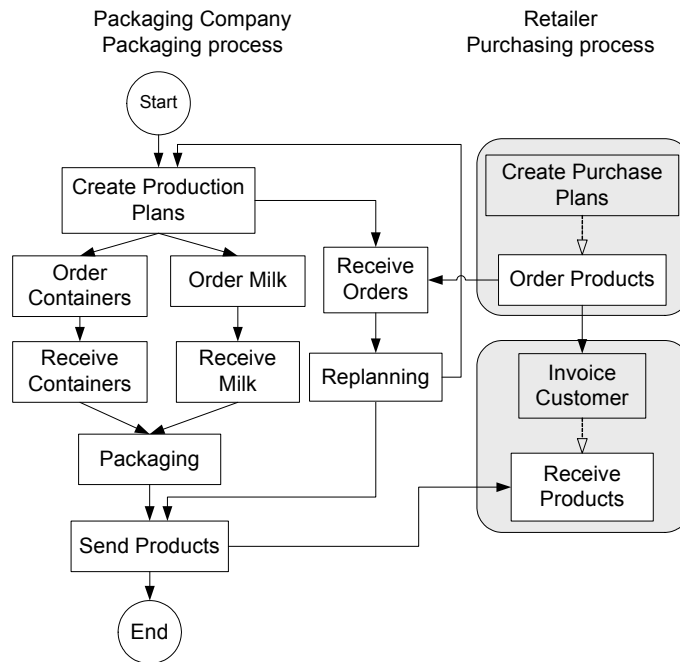 Packaging Company
Packaging process
Retailer
Purchasing process
Start
Create Production
Plans
Create Purchase
Plans
Order
Containers
Order Milk
Receive
Orders
Order Products
Receive
Containers
Receive
Milk
Replanning
Invoice
Customer
Packaging
Receive
Products
Send Products
End